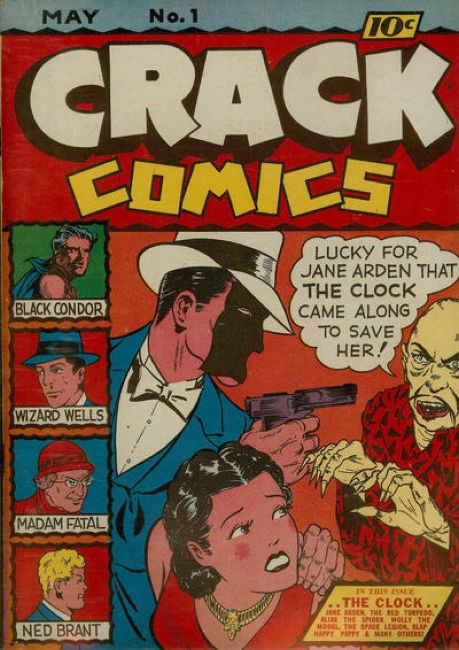 MAY No. 1
10¢
CRACK
COMICS
BLACK CONDOR
WIZARD WELLS
MADAM FATAL
NED BRANT
LUCKY FOR
JANE ARDEN THAT
THE CLOCK
CAME ALONG
TO SAVE
HER!
IN THIS ISSUE
..THE CLOCK..
JANE ARDEN, THE RED TORPEDO,
ALIAS THE SPIDER, MOLLY THE
MODEL, THE SPACE LEGION, SLAP
HAPPY PAPPY & MANY OTHERS!